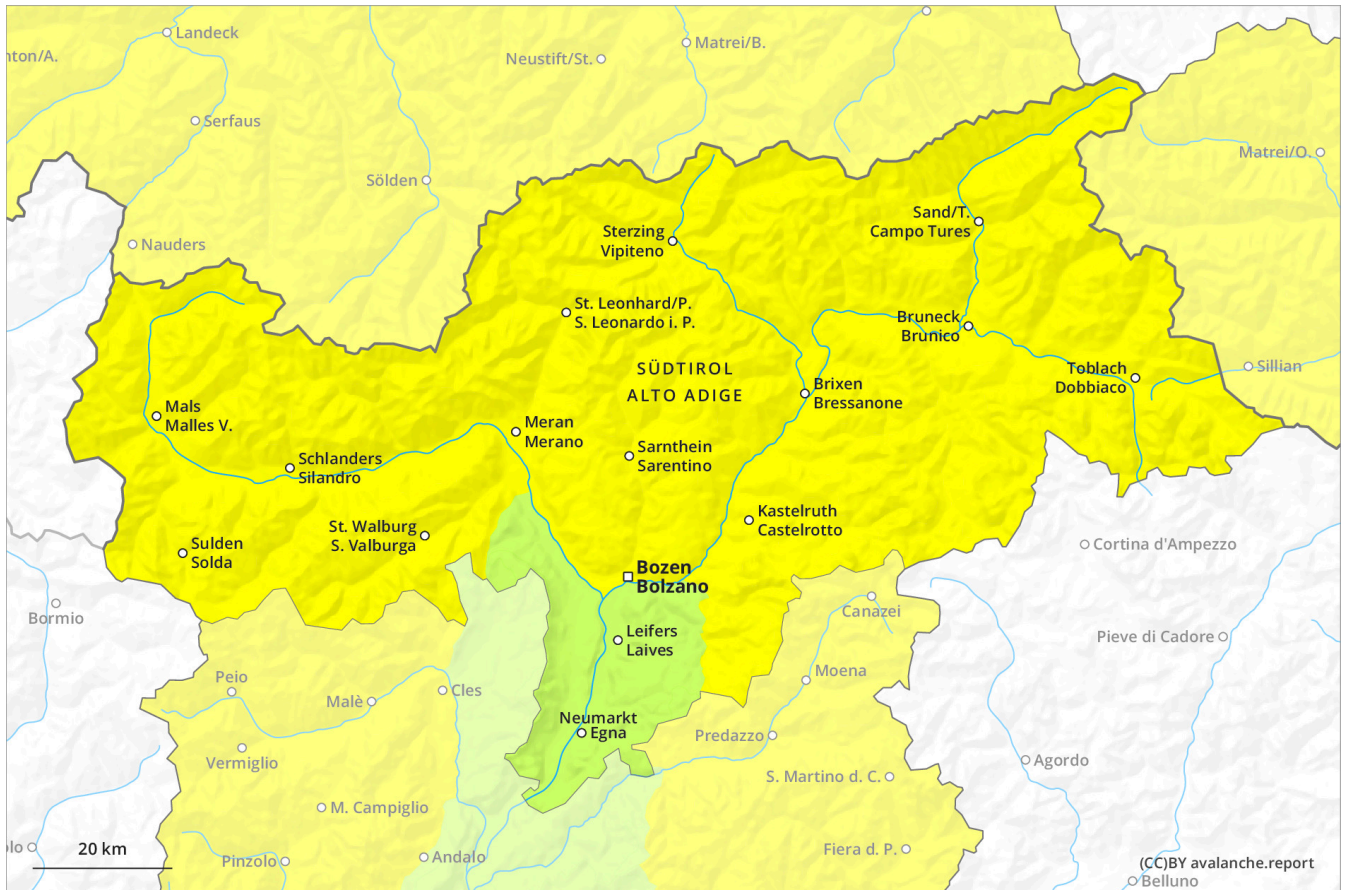 Landeck
nton/A.
Matrei/B.
Neustift/St.
Serfaus
Matrei/O.
Sölden
Nauders
Sand/T.
Campo Tures
Sterzing
Vipiteno
St. Leonhard/P.
S. Leonardo i. P.
Bruneck
Brunico
SÜDTIROL
ALTO ADIGE
Toblach
Dobbiaco
Sillian
Brixen
Bressanone
Mals
Malles V.
Meran
Merano
Sarnthein
Sarentino
Schlanders
Silandro
Kastelruth
Castelrotto
St. Walburg
S. Valburga
Sulden
Solda
Cortina d'Ampezzo
Bozen
Bolzano
Bormio
Canazei
Leifers
Laives
Pieve di Cadore
Peio
Moena
Malè
Cles
Neumarkt
Egna
Predazzo
Vermiglio
Agordo
S. Martino d. C.
M. Campiglio
olo
20 km
Pinzolo
Andalo
Fiera d. P.
(CC)BY avalanche.report
Belluno